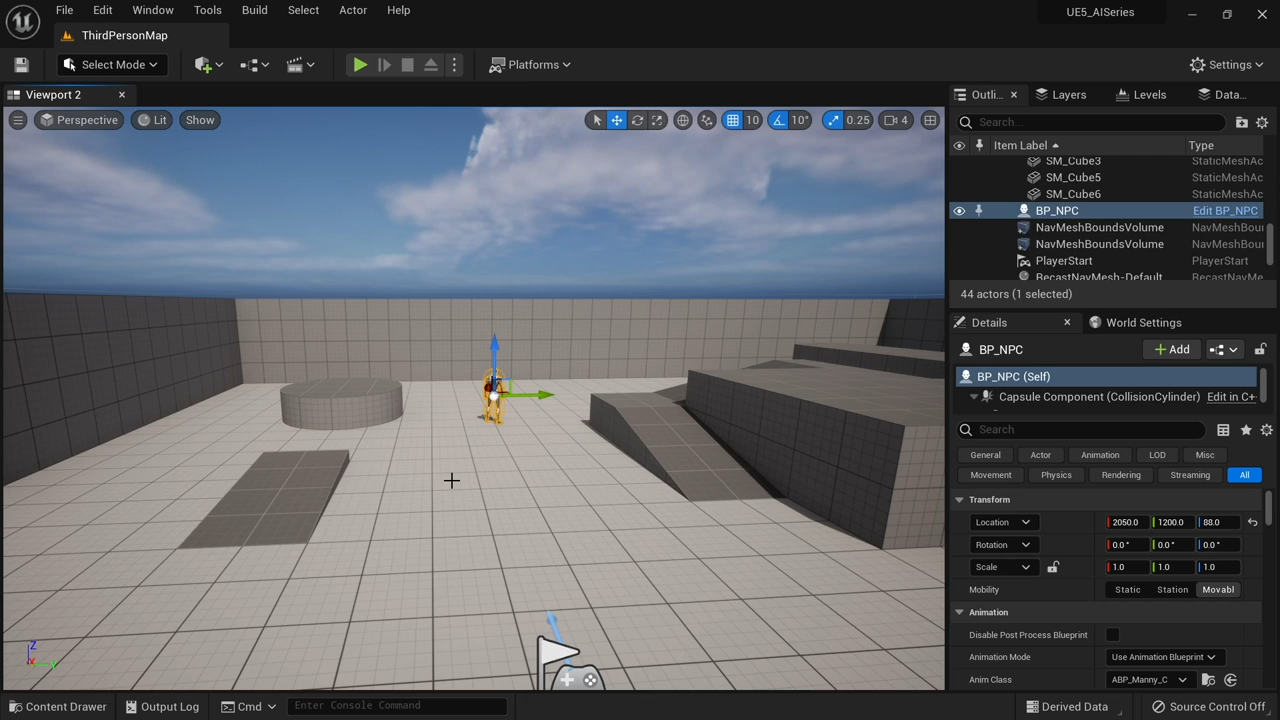 File Edit Window Tools Build Select Actor Help
UE5_AISeries
ThirdPersonMap
Select Mode
Platforms
Settings
Viewport 2
Perspective Lit Show
10 10° 0.25 4
Outli... Layers Levels Data...
Search...
Item Label Type
SM_Cube3 StaticMeshAc
SM_Cube5 StaticMeshAc
SM_Cube6 StaticMeshAc
BP_NPC Edit BP_NPC
NavMeshBoundsVolume NavMeshBou
NavMeshBoundsVolume NavMeshBou
PlayerStart PlayerStart
RecastNavMesh-Default RecastNavMe
44 actors (1 selected)
Details World Settings
BP_NPC Add
BP_NPC (Self)
Capsule Component (CollisionCylinder) Edit in C+
Search
General Actor Animation LOD Misc
Movement Physics Rendering Streaming All
Transform
Location 2050.0 1200.0 88.0
Rotation 0.0° 0.0° 0.0°
Scale 1.0 1.0 1.0
Mobility Static Station Movabl
Animation
Disable Post Process Blueprint
Animation Mode Use Animation Blueprint
Anim Class ABP_Manny_C
Z
X Y
Content Drawer Output Log Cmd Enter Console Command Derived Data Source Control Off